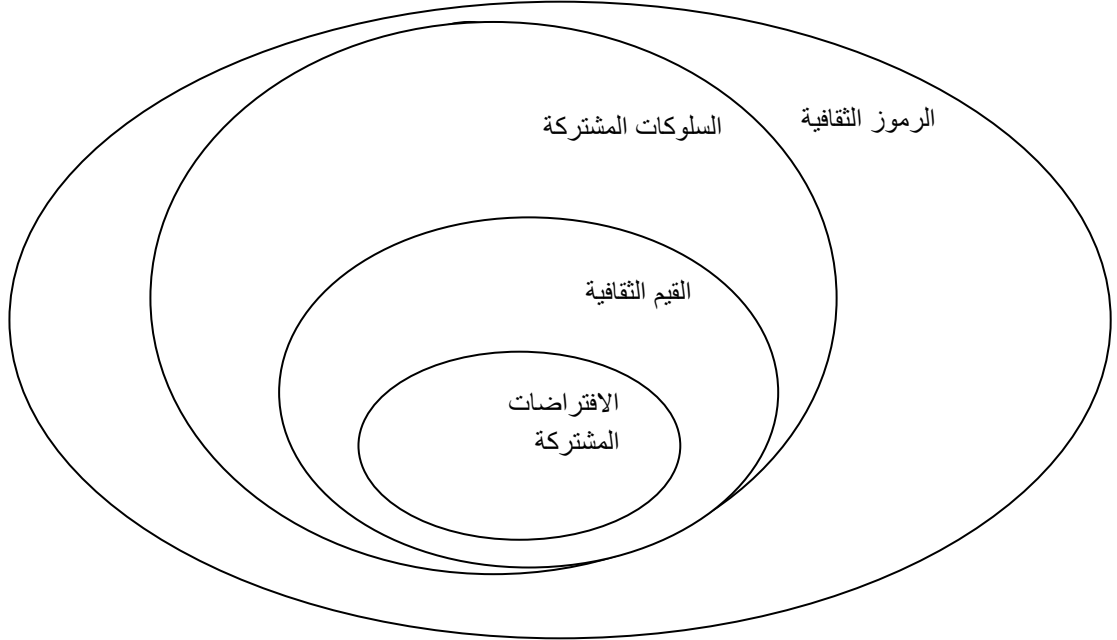 الرموز الثقافية
السلوكات المشتركة
القيم الثقافية
الافتراضات
المشتركة